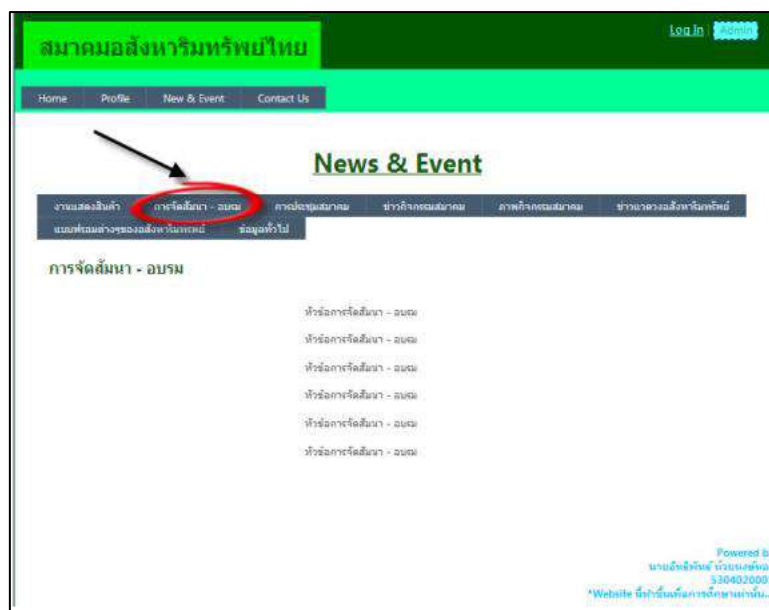 สมาคมอสังหาริมทรัพย์ไทย
Log In Admin
Home Profile New & Event Contact Us
News & Event
งานแสดงสินค้า การจัดสัมนา - อบรม การประชุมสมาคม ข่าวกิจกรรมสมาคม ภาพกิจกรรมสมาคม ข่าวแวดวงอสังหาริมทรัพย์
แบบฟรอมต่างๆของอสังหาริมทรัพย์ ข้อมูลทั่วไป
การจัดสัมนา - อบรม
หัวข้อการจัดสัมนา - อบรม
หัวข้อการจัดสัมนา - อบรม
หัวข้อการจัดสัมนา - อบรม
หัวข้อการจัดสัมนา - อบรม
หัวข้อการจัดสัมนา - อบรม
หัวข้อการจัดสัมนา - อบรม
Powered b
530402000
*Website นี้ทำขึ้นเพื่อการศึกษาเท่านั้น..